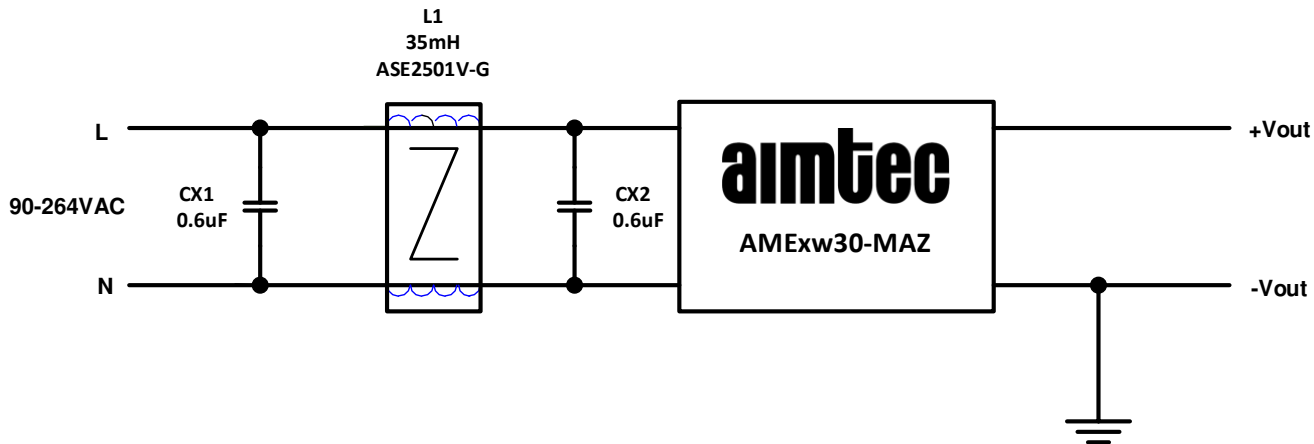 L1
35mH
ASE2501V-G
L
+Vout
aimtec
90-264VAC
CX1
0.6uF
CX2
0.6uF
AMExw30-MAZ
N
-Vout